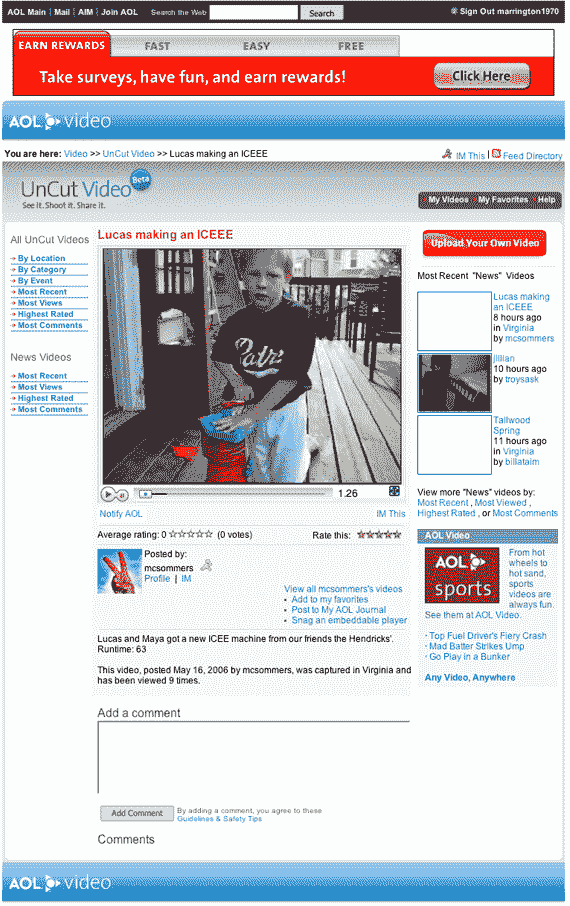 AOL Main | Mail | AIM | Join AOL Search the Web Search Sign Out marrington1970
EARN REWARDS FAST EASY FREE
Take surveys, have fun, and earn rewards! Click Here
AOL video
You are here: Video >> UnCut Video >> Lucas making an ICEEE IM This | Feed Directory
UnCut Video Beta
See it. Shoot it. Share it.
My Videos My Favorites Help
All UnCut Videos
By Location
By Category
By Event
Most Recent
Most Views
Highest Rated
Most Comments
News Videos
Most Recent
Most Views
Highest Rated
Most Comments
Lucas making an ICEEE
1.26
Notify AOL IM This
Average rating: 0 (0 votes) Rate this:
Posted by:
mcsommers
Profile | IM
View all mcsommers's videos
• Add to my favorites
• Post to My AOL Journal
• Snag an embeddable player
Lucas and Maya got a new ICEE machine from our friends the Hendricks'.
Runtime: 63
This video, posted May 16, 2006 by mcsommers, was captured in Virginia and
has been viewed 9 times.
Add a comment
Add Comment By adding a comment, you agree to these
Guidelines & Safety Tips
Comments
Upload Your Own Video
Most Recent "News" Videos
Lucas making
an ICEEE
8 hours ago
in Virginia
by mcsommers
jillian
10 hours ago
by troysask
Tallwood
Spring
11 hours ago
in Virginia
by billataim
View more "News" videos by:
Most Recent , Most Viewed ,
Highest Rated , or Most Comments
AOL Video
AOL
sports
From hot
wheels to
hot sand,
sports
videos are
always fun.
See them at AOL Video.
· Top Fuel Driver's Fiery Crash
· Mad Batter Strikes Ump
· Go Play in a Bunker
Any Video, Anywhere
AOL video